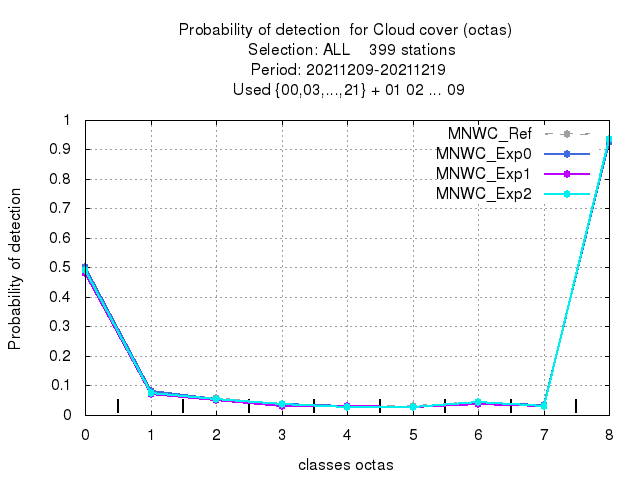 Probability of detection  for Cloud cover (octas)
Selection: ALL    399 stations
Period: 20211209-20211219
Used {00,03,...,21} + 01 02 ... 09
MNWC_Ref
MNWC_Exp0
MNWC_Exp1
MNWC_Exp2
Probability of detection
1
0.9
0.8
0.7
0.6
0.5
0.4
0.3
0.2
0.1
0
0 1 2 3 4 5 6 7 8
classes octas